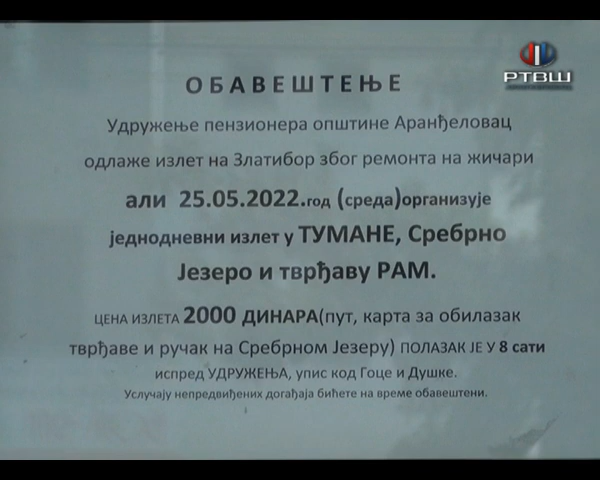 РТВШ
ОБАВЕШТЕЊЕ
Удружење пензионера општине Аранђеловац
одлаже излет на Златибор због ремонта на жичари
али 25.05.2022.год (среда)организује
једнодневни излет у ТУМАНЕ, Сребрно
Језеро и тврђаву РАМ.
ЦЕНА ИЗЛЕТА 2000 ДИНАРА(пут, карта за обилазак
тврђаве и ручак на Сребрном Језеру) ПОЛАЗАК ЈЕ У 8 сати
испред УДРУЖЕЊА, упис код Гоце и Душке.
Услучају непредвиђених догађаја бићете на време обавештени.